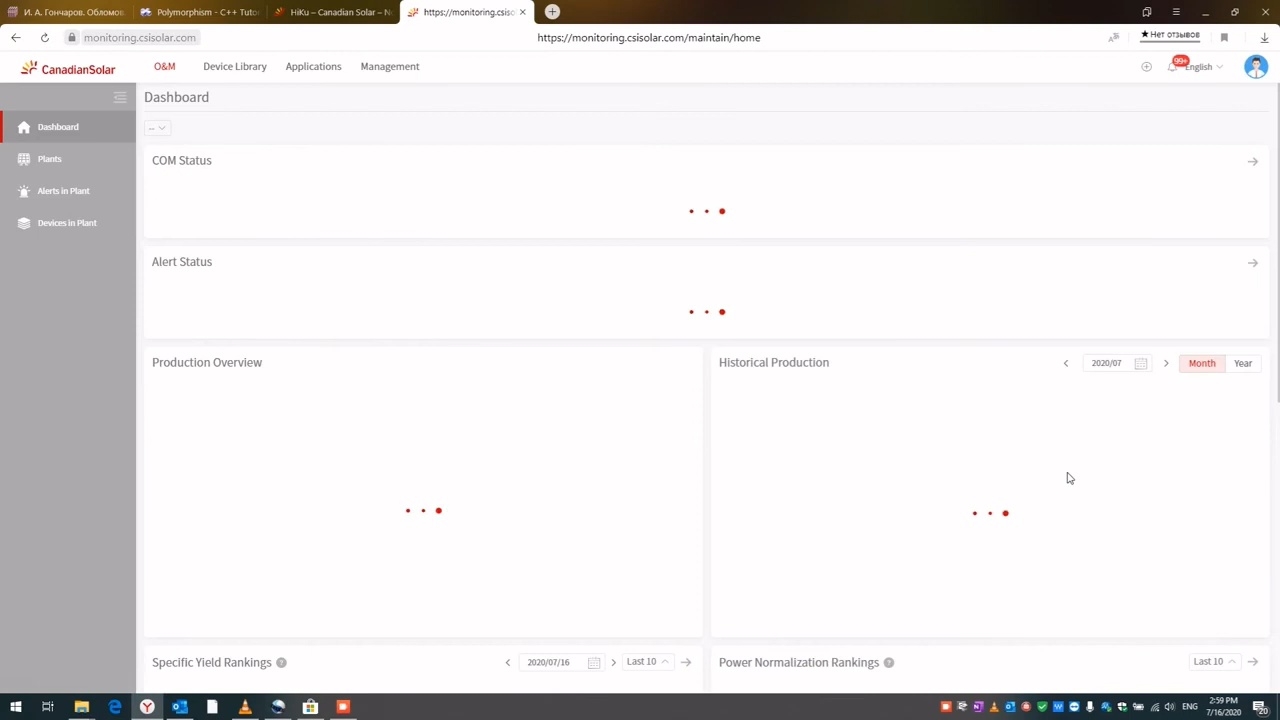 И. А. Гончаров. Обломов
Polymorphism - C++ Tuto
HiKu – Canadian Solar – N
https://monitoring.csiso
monitoring.csisolar.com
https://monitoring.csisolar.com/maintain/home
★ Нет отзывов
CanadianSolar
O&M
Device Library
Applications
Management
99+
English
Dashboard
Plants
Alerts in Plant
Devices in Plant
Dashboard
--
COM Status
Alert Status
Production Overview
Historical Production
2020/07
Month
Year
Specific Yield Rankings
2020/07/16
Last 10
Power Normalization Rankings
Last 10
ENG
2:59 PM
7/16/2020
20